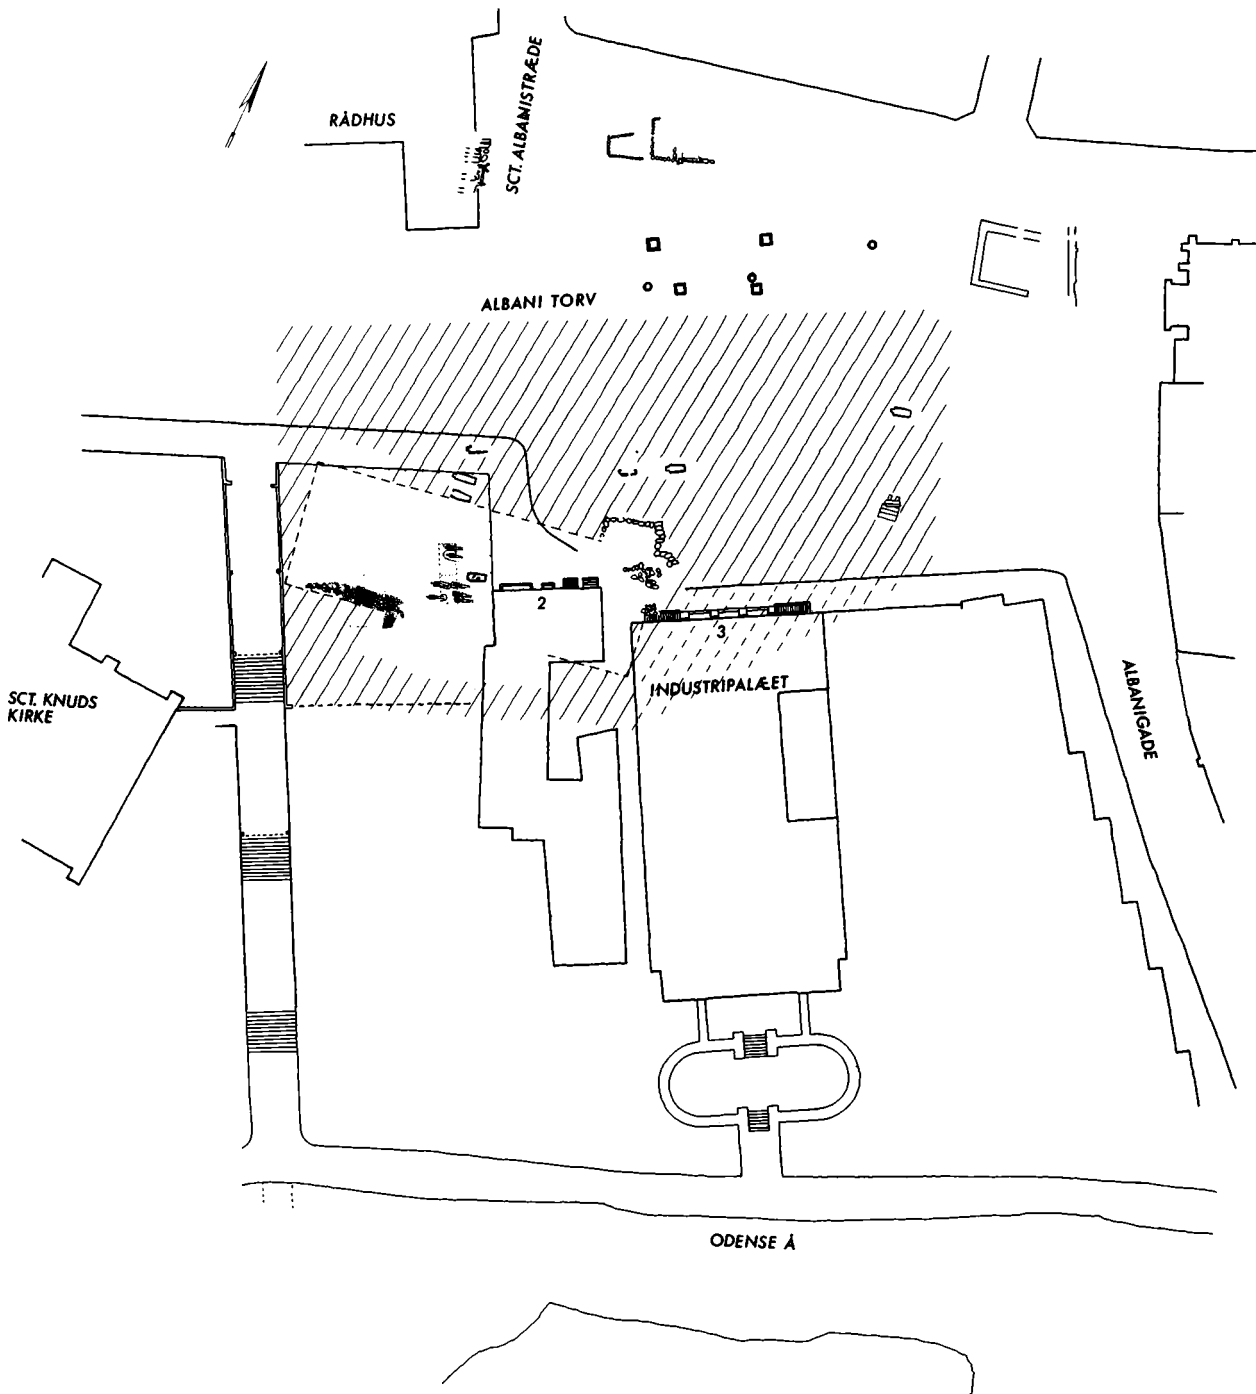 RÅDHUS
SCT. ALBANISTRÆDE
ALBANI TORV
2
3
INDUSTRIPALÆET
SCT. KNUDS
KIRKE
ALBANIGADE
ODENSE Å